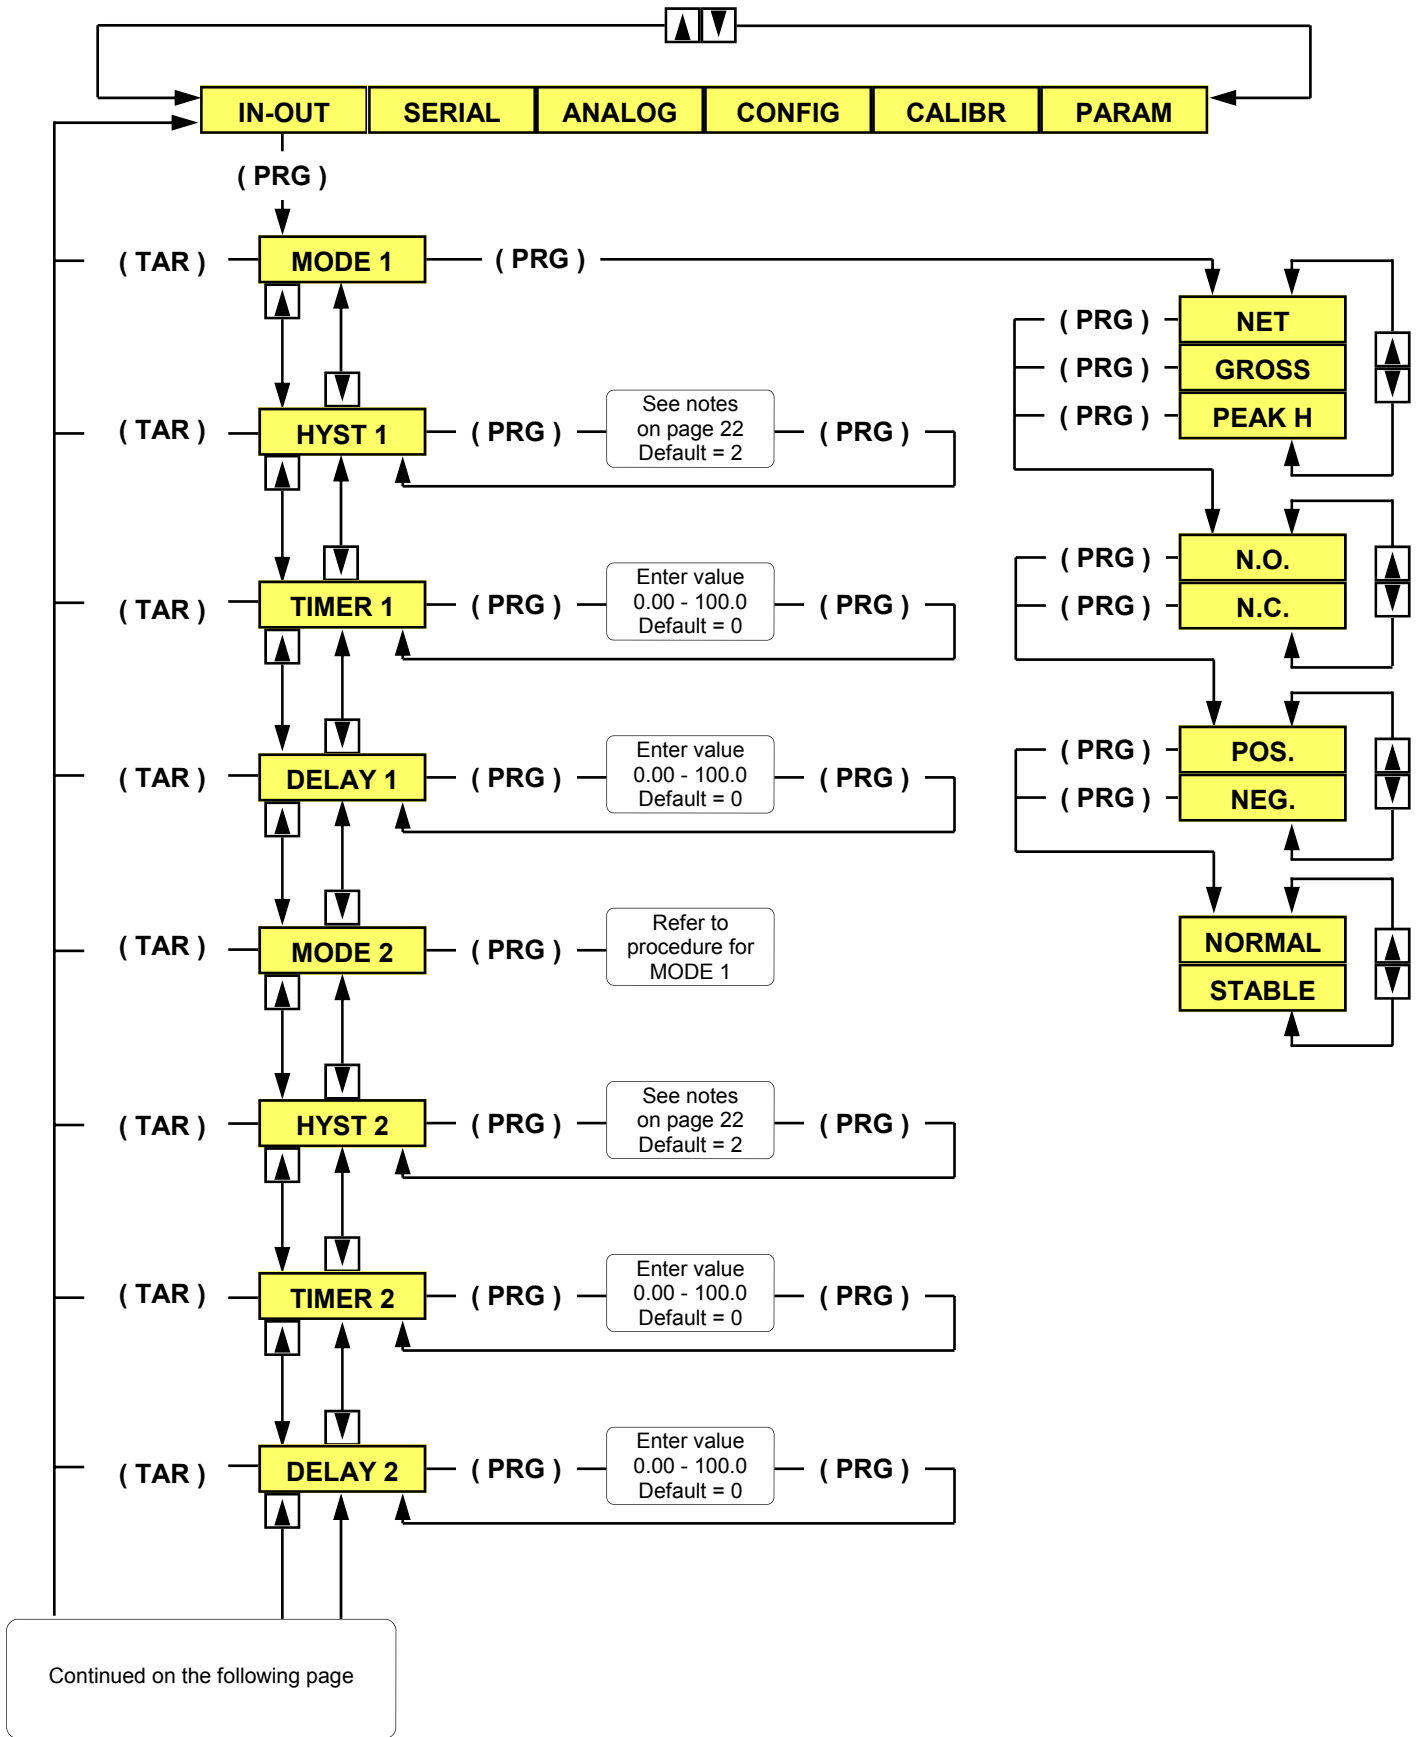 IN-OUT SERIAL ANALOG CONFIG CALIBR PARAM
( PRG )
( TAR ) MODE 1 ( PRG )
( PRG ) NET
( PRG ) GROSS
( PRG ) PEAK H
See notes
on page 22
Default = 2
( TAR ) HYST 1 ( PRG ) ( PRG )
( PRG ) N.O.
( PRG ) N.C.
Enter value
0.00 - 100.0
Default = 0
( TAR ) TIMER 1 ( PRG ) ( PRG )
( PRG ) POS.
( PRG ) NEG.
Enter value
0.00 - 100.0
Default = 0
( TAR ) DELAY 1 ( PRG ) ( PRG )
NORMAL
STABLE
Refer to
procedure for
MODE 1
( TAR ) MODE 2 ( PRG )
See notes
on page 22
Default = 2
( TAR ) HYST 2 ( PRG ) ( PRG )
Enter value
0.00 - 100.0
Default = 0
( TAR ) TIMER 2 ( PRG ) ( PRG )
Enter value
0.00 - 100.0
Default = 0
( TAR ) DELAY 2 ( PRG ) ( PRG )
Continued on the following page